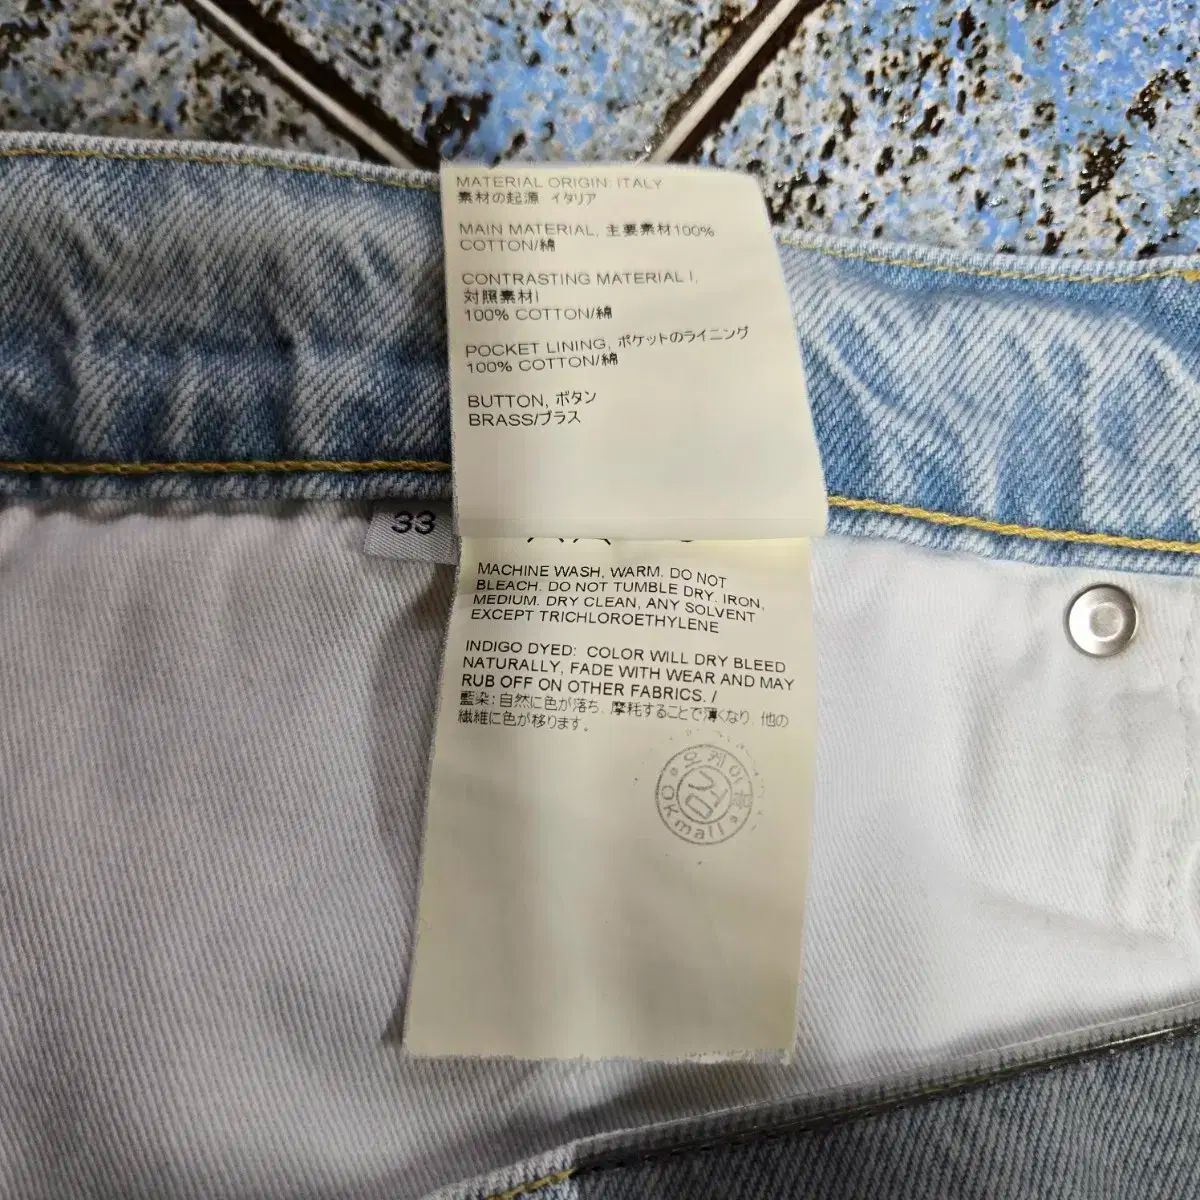 MATERIAL ORIGIN: ITALY
素材の起源 イタリア
MAIN MATERIAL, 主要素材100%
COTTON/綿
CONTRASTING MATERIAL I,
対照素材I
100% COTTON/綿
POCKET LINING, ポケットのライニング
100% COTTON/綿
BUTTON, ボタン
BRASS/ブラス
33
MACHINE WASH, WARM. DO NOT
BLEACH. DO NOT TUMBLE DRY. IRON,
MEDIUM. DRY CLEAN, ANY SOLVENT
EXCEPT TRICHLOROETHYLENE
INDIGO DYED: COLOR WILL DRY BLEED
NATURALLY, FADE WITH WEAR AND MAY
RUB OFF ON OTHER FABRICS. /
藍染:自然に色が落ち、摩耗することで薄くなり、他の
繊維に色が移ります。
오케이몰
OKmall